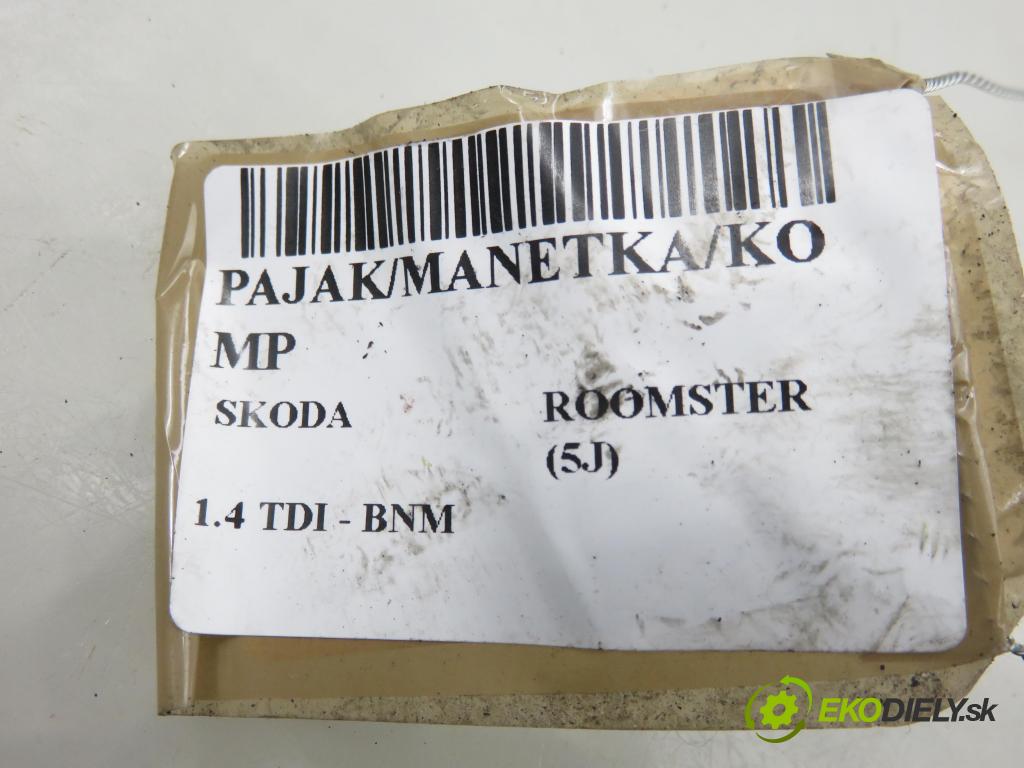 PAJAK/MANETKA/KO
MP
SKODA
ROOMSTER
(5J)
1.4 TDI - BNM
EKODIELY.sk